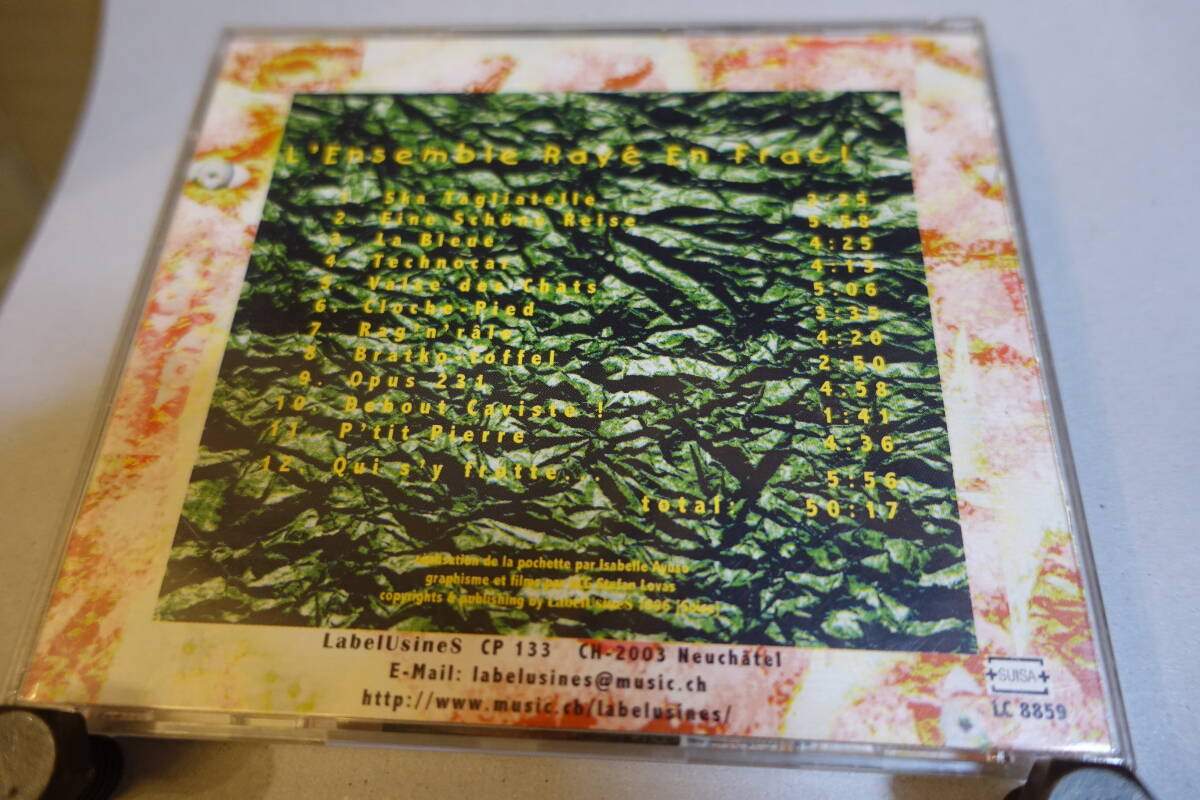 L'Ensemble Rayé En Frac!
1. Ska Tagliatelle 2:25
2. Eine Schöne Reise 5:58
3. La Bleue 4:25
4. Technocar 4:15
5. Valse des Chats 5:06
6. Cloche-Pied 3:35
7. Rag'n'râle 4:20
8. Bratko-toffel 2:50
9. Opus 231 4:58
10. Debout Caviste ! 1:41
11. P'tit Pierre 4:36
12. Qui s'y frotte... 5:56
total: 50:17
réalisation de la pochette par Isabelle
graphisme et films par Stefan Lovas
copyrights & publishing by LabelUsineS 1996
LabelUsineS CP 133 CH-2003 Neuchâtel
E-Mail: labelusines@music.ch
http://www.music.ch/labelusines/
SUISA
LC 8859